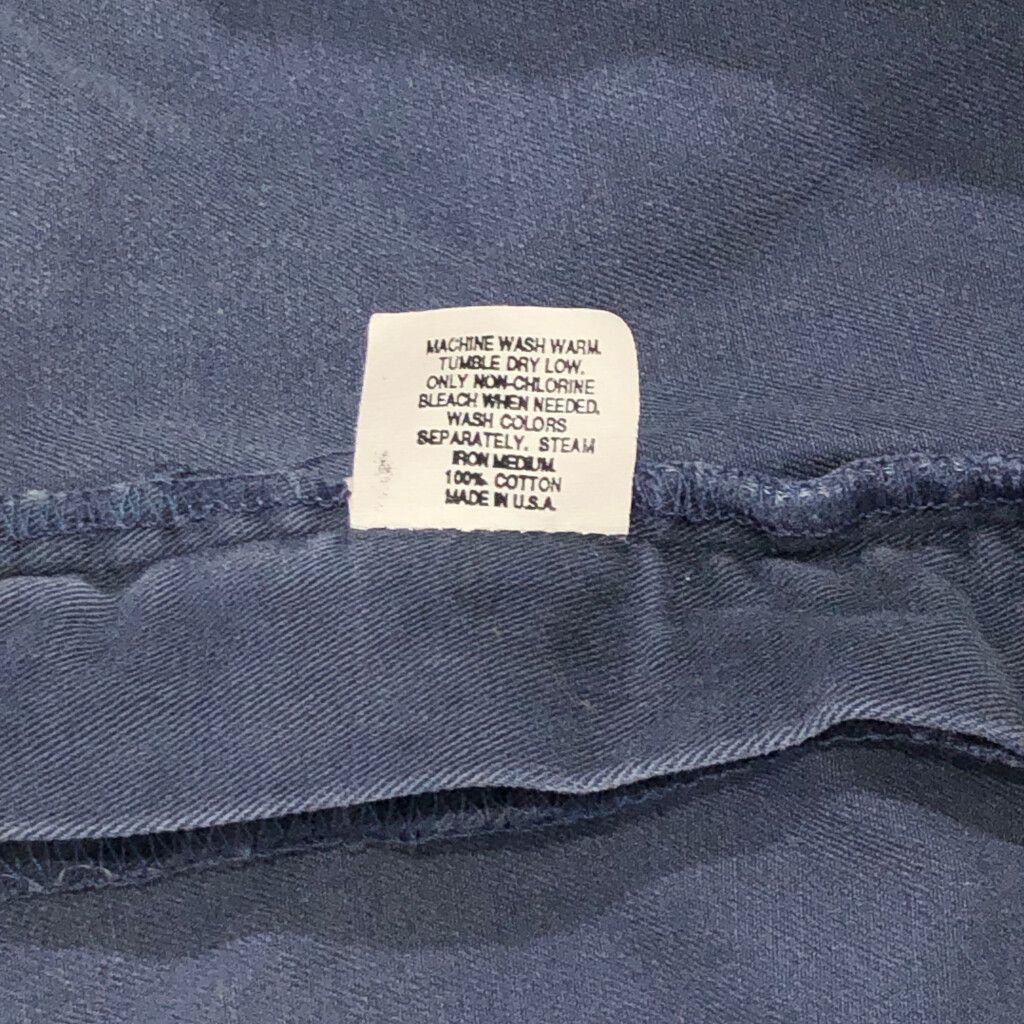 MACHINE WASH WARM.
TUMBLE DRY LOW.
ONLY NON-CHLORINE
BLEACH WHEN NEEDED.
WASH COLORS
SEPARATELY. STEAM
IRON MEDIUM.
100% COTTON
MADE IN U.S.A.